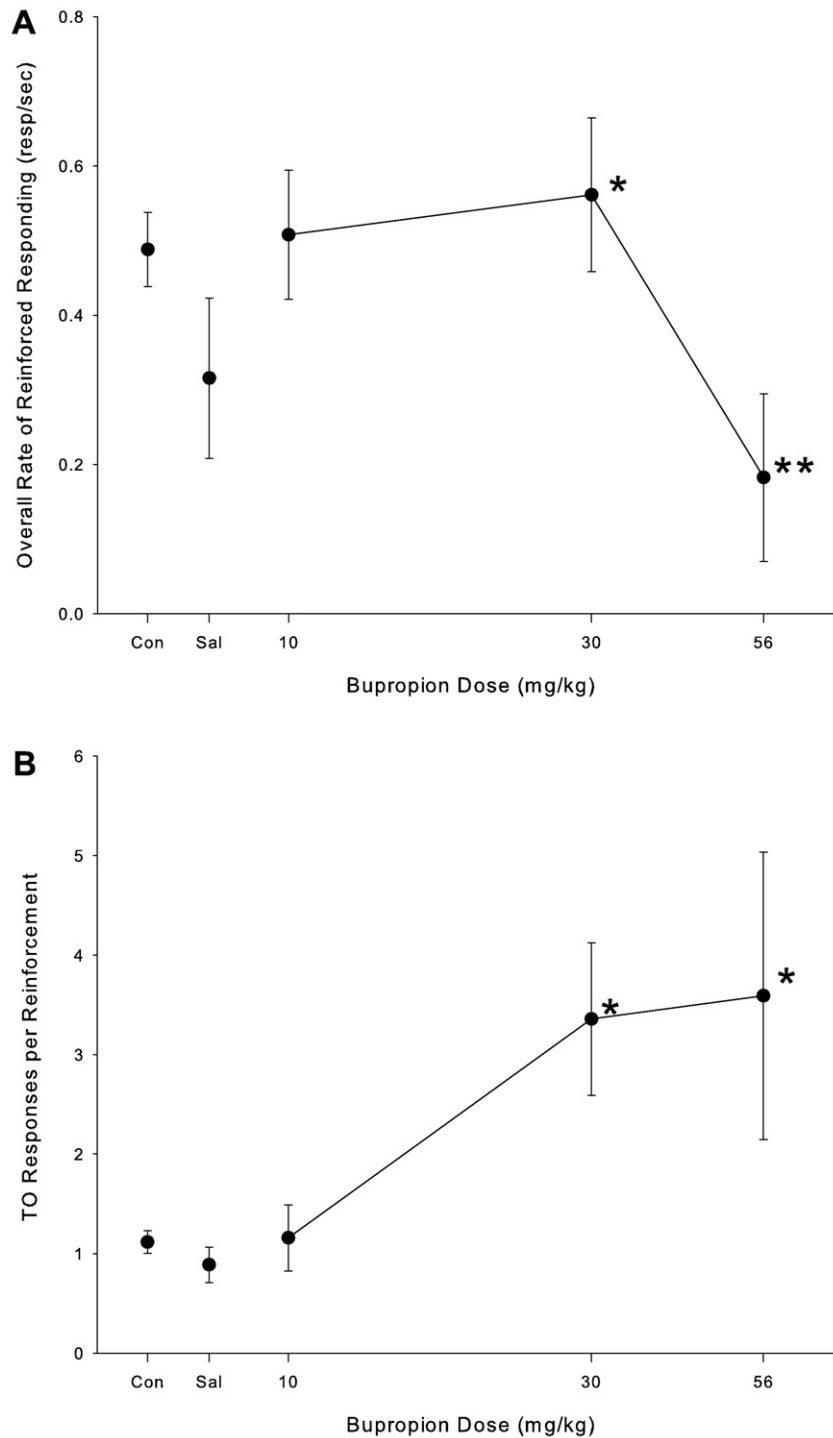 A
Overall Rate of Reinforced Responding (resp/sec)
0.8
0.6
0.4
0.2
0.0
*
**
Con Sal 10 30 56
Bupropion Dose (mg/kg)
B
TO Responses per Reinforcement
6
5
4
3
2
1
0
*
*
Con Sal 10 30 56
Bupropion Dose (mg/kg)